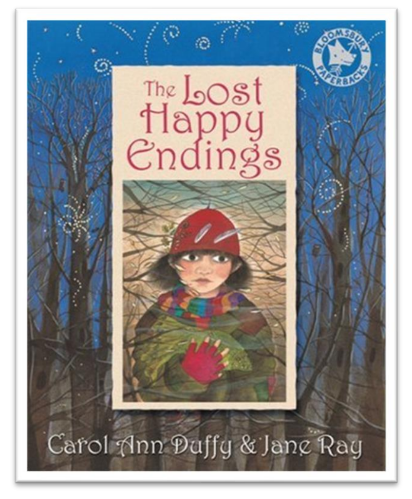 BLOOMSBURY
PAPERBACKS
The Lost
Happy
Endings
Carol Ann Duffy & Jane Ray